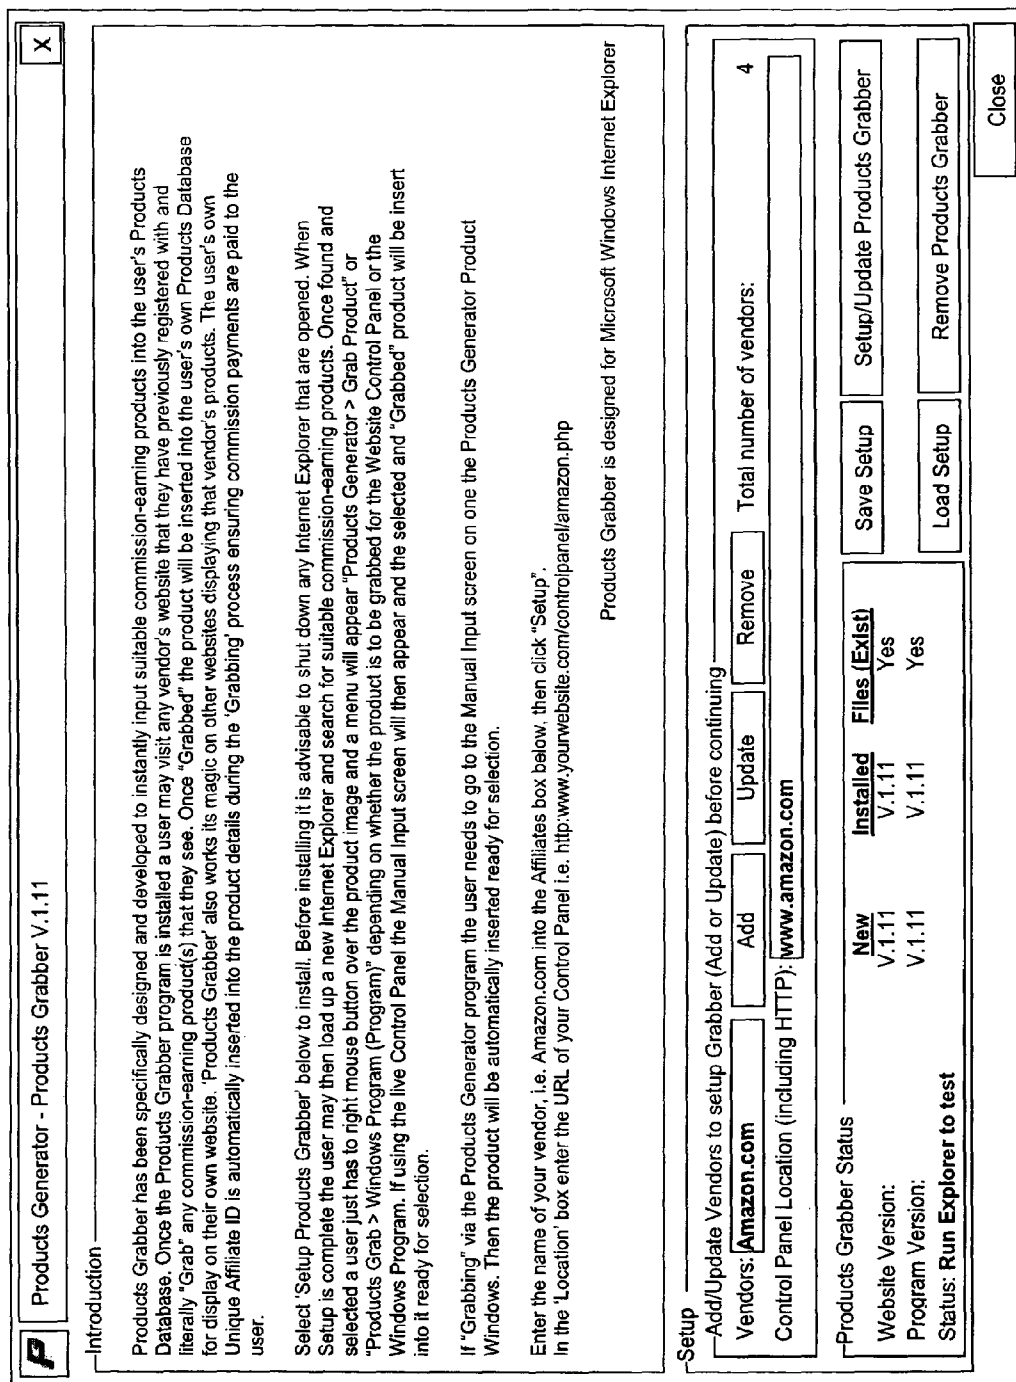 Products Generator - Products Grabber V.1.11
X
Introduction
Products Grabber has been specifically designed and developed to instantly input suitable commission-earning products into the user's Products
Database. Once the Products Grabber program is installed a user may visit any vendor's website that they have previously registered with and
literally "Grab" any commission-earning product(s) that they see. Once "Grabbed" the product will be inserted into the user's own Products Database
for display on their own website. 'Products Grabber' also works its magic on other websites displaying that vendor's products. The user's own
Unique Affiliate ID is automatically inserted into the product details during the 'Grabbing' process ensuring commission payments are paid to the
user.
Select 'Setup Products Grabber' below to install. Before installing it is advisable to shut down any Internet Explorer that are opened. When
Setup is complete the user may then load up a new Internet Explorer and search for suitable commission-earning products. Once found and
selected a user just has to right mouse button over the product image and a menu will appear "Products Generator > Grab Product" or
"Products Grab > Windows Program (Program)" depending on whether the product is to be grabbed for the Website Control Panel or the
Windows Program. If using the live Control Panel the Manual Input screen will then appear and the selected and "Grabbed" product will be insert
into it ready for selection.
If "Grabbing" via the Products Generator program the user needs to go to the Manual Input screen on one the Products Generator Product
Windows. Then the product will be automatically inserted ready for selection.
Enter the name of your vendor, i.e. Amazon.com into the Affiliates box below, then click "Setup".
In the 'Location' box enter the URL of your Control Panel i.e. http:www.yourwebsite.com/controlpanel/amazon.php
Products Grabber is designed for Microsoft Windows Internet Explorer
Setup
Add/Update Vendors to setup Grabber (Add or Update) before continuing
Vendors: Amazon.com Add Update Remove Total number of vendors: 4
Control Panel Location (including HTTP): www.amazon.com
Products Grabber Status
New Installed Files (Exist)
Website Version: V.1.11 V.1.11 Yes
Program Version: V.1.11 V.1.11 Yes
Status: Run Explorer to test
Save Setup Setup/Update Products Grabber
Load Setup Remove Products Grabber
Close